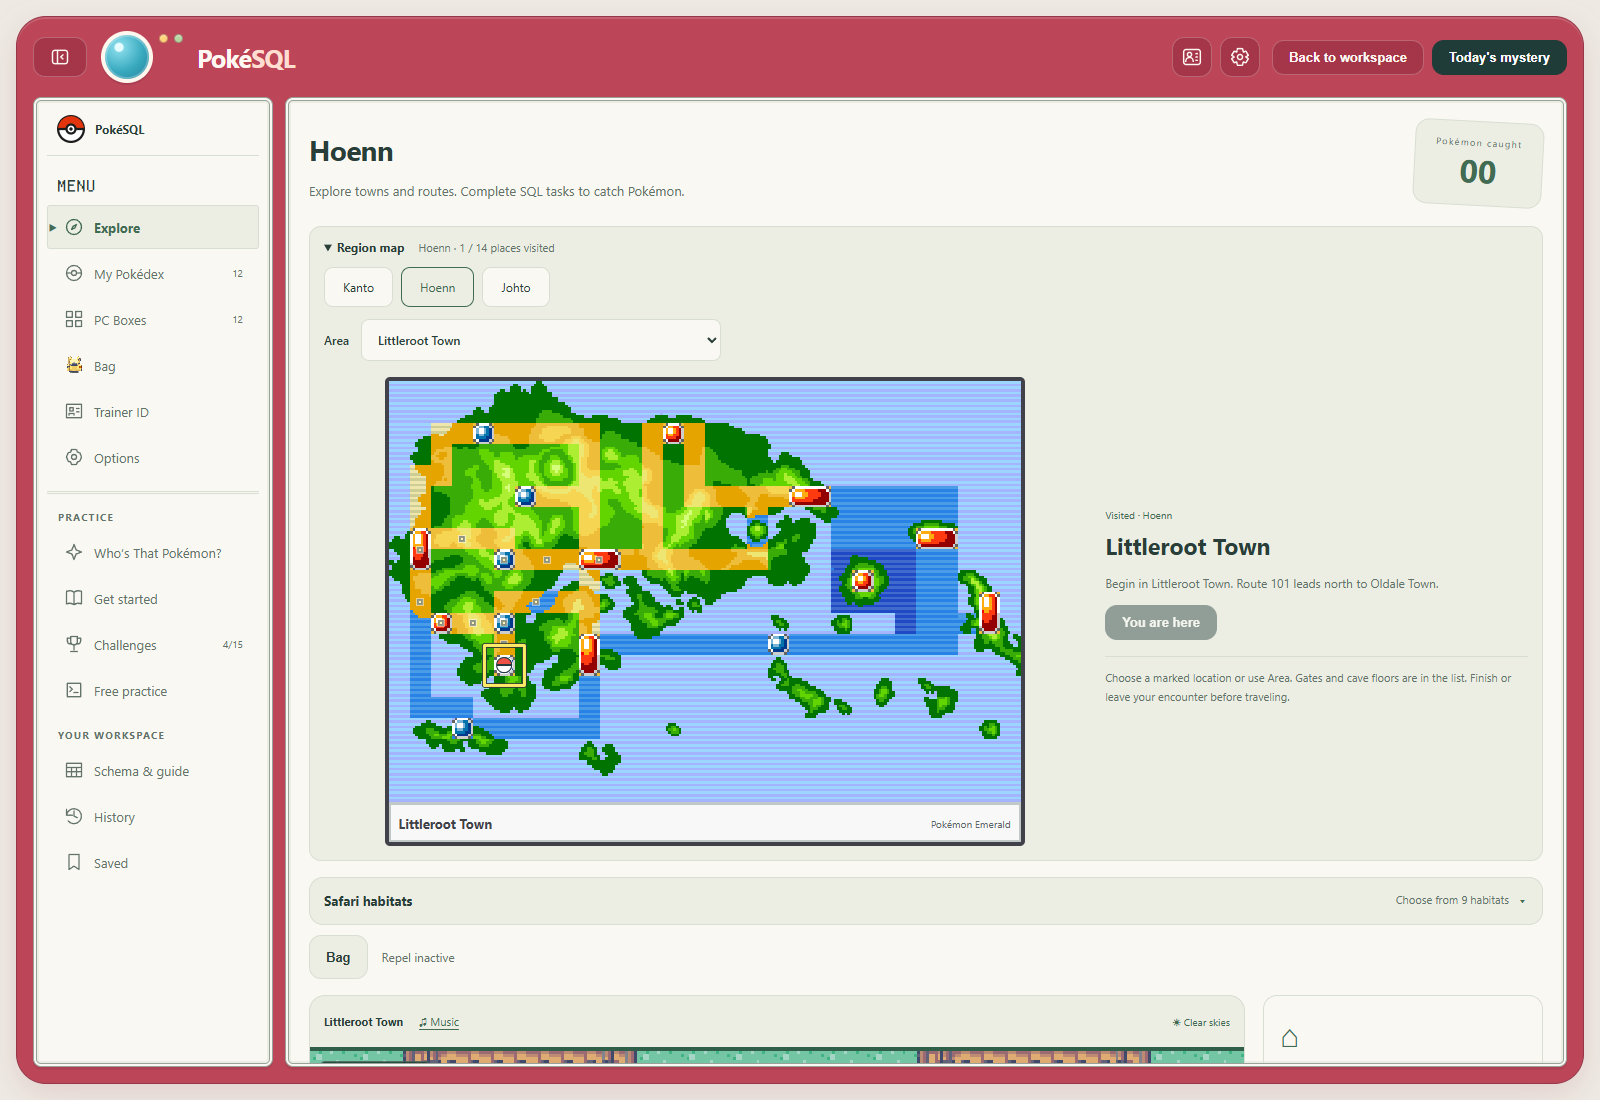 PokéSQL
Back to workspace
Today's mystery
PokéSQL
MENU
Explore
My Pokédex 12
PC Boxes 12
Bag
Trainer ID
Options
PRACTICE
Who's That Pokémon?
Get started
Challenges 4/15
Free practice
YOUR WORKSPACE
Schema & guide
History
Saved
Hoenn
Explore towns and routes. Complete SQL tasks to catch Pokémon.
Pokémon caught
00
Region map Hoenn · 1 / 14 places visited
Kanto Hoenn Johto
Area Littleroot Town
Littleroot Town Pokémon Emerald
Visited · Hoenn
Littleroot Town
Begin in Littleroot Town. Route 101 leads north to Oldale Town.
You are here
Choose a marked location or use Area. Gates and cave floors are in the list. Finish or
leave your encounter before traveling.
Safari habitats Choose from 9 habitats
Bag Repel inactive
Littleroot Town ♫ Music ☀ Clear skies